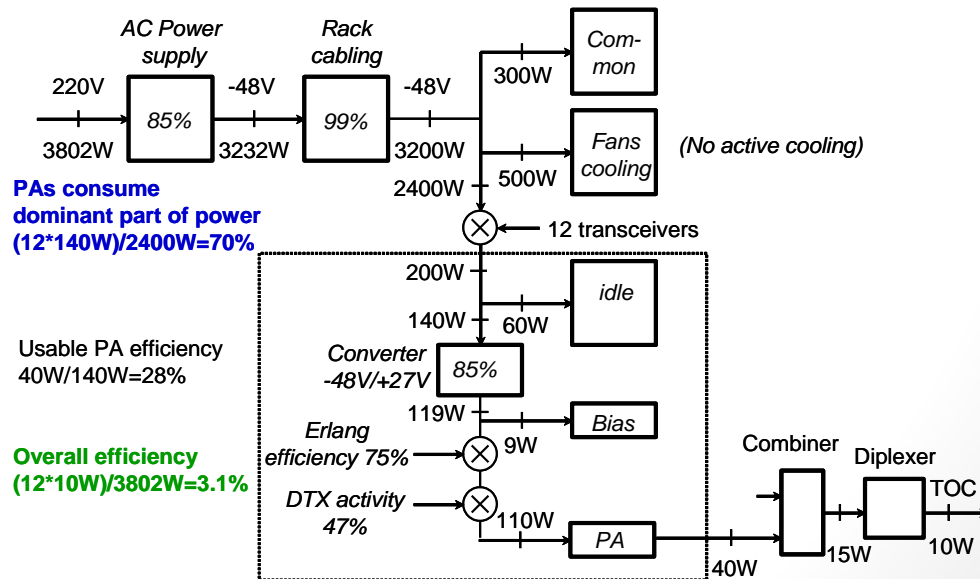 AC Power
supply
Rack
cabling
220V
-48V
-48V
85%
99%
3802W
3232W
3200W
300W
Com-
mon
500W
Fans
cooling
(No active cooling)
2400W
PAs consume
dominant part of power
(12*140W)/2400W=70%
12 transceivers
200W
60W
idle
140W
Usable PA efficiency
40W/140W=28%
Converter
-48V/+27V
85%
119W
9W
Bias
Erlang
efficiency 75%
Overall efficiency
(12*10W)/3802W=3.1%
DTX activity
47%
110W
PA
40W
Combiner
15W
Diplexer
TOC
10W